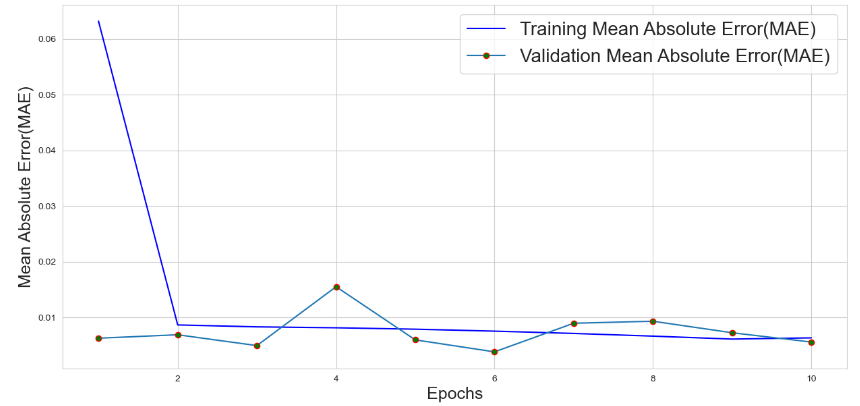 Training Mean Absolute Error(MAE)
Validation Mean Absolute Error(MAE)
Mean Absolute Error(MAE)
0.06
0.05
0.04
0.03
0.02
0.01
2
4
6
8
10
Epochs